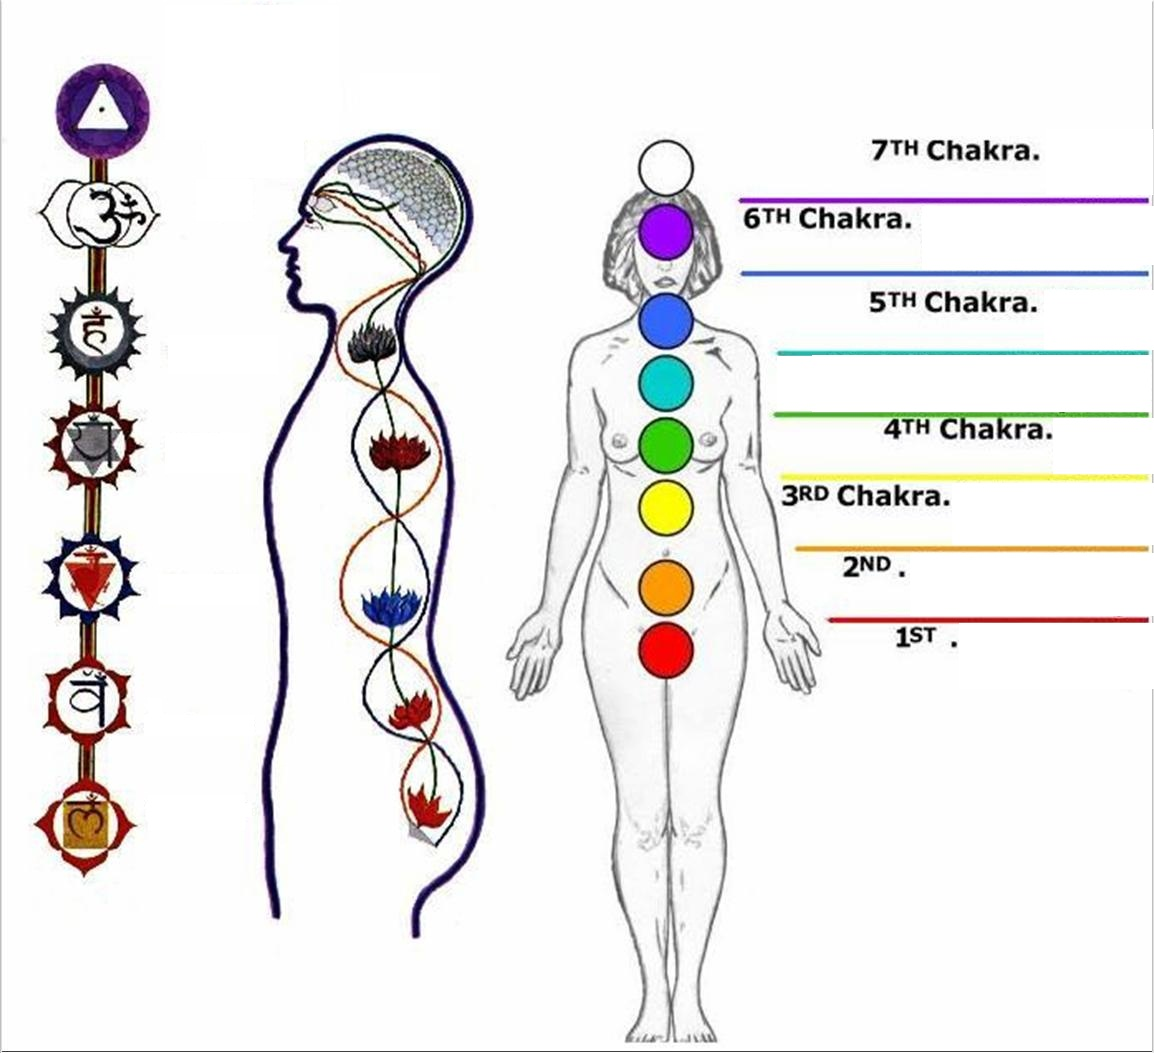 ॐ
हं
यं
रं
वं
लं
7TH Chakra.
6TH Chakra.
5TH Chakra.
4TH Chakra.
3RD Chakra.
2ND .
1ST .